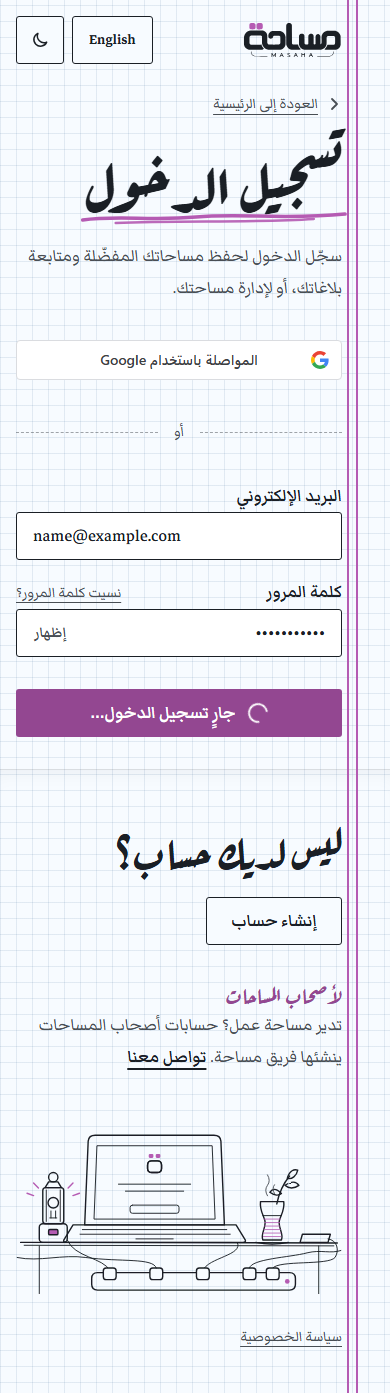 مساحة
MASAHA
English
العودة إلى الرئيسية
تسجيل الدخول
سجّل الدخول لحفظ مساحاتك المفضّلة ومتابعة
بلاغاتك، أو لإدارة مساحتك.
المواصلة باستخدام Google
أو
البريد الإلكتروني
name@example.com
كلمة المرور
نسيت كلمة المرور؟
•••••••••••
إظهار
جارٍ تسجيل الدخول...
ليس لديك حساب؟
إنشاء حساب
لأصحاب المساحات
تدير مساحة عمل؟ حسابات أصحاب المساحات
ينشئها فريق مساحة. تواصل معنا
سياسة الخصوصية